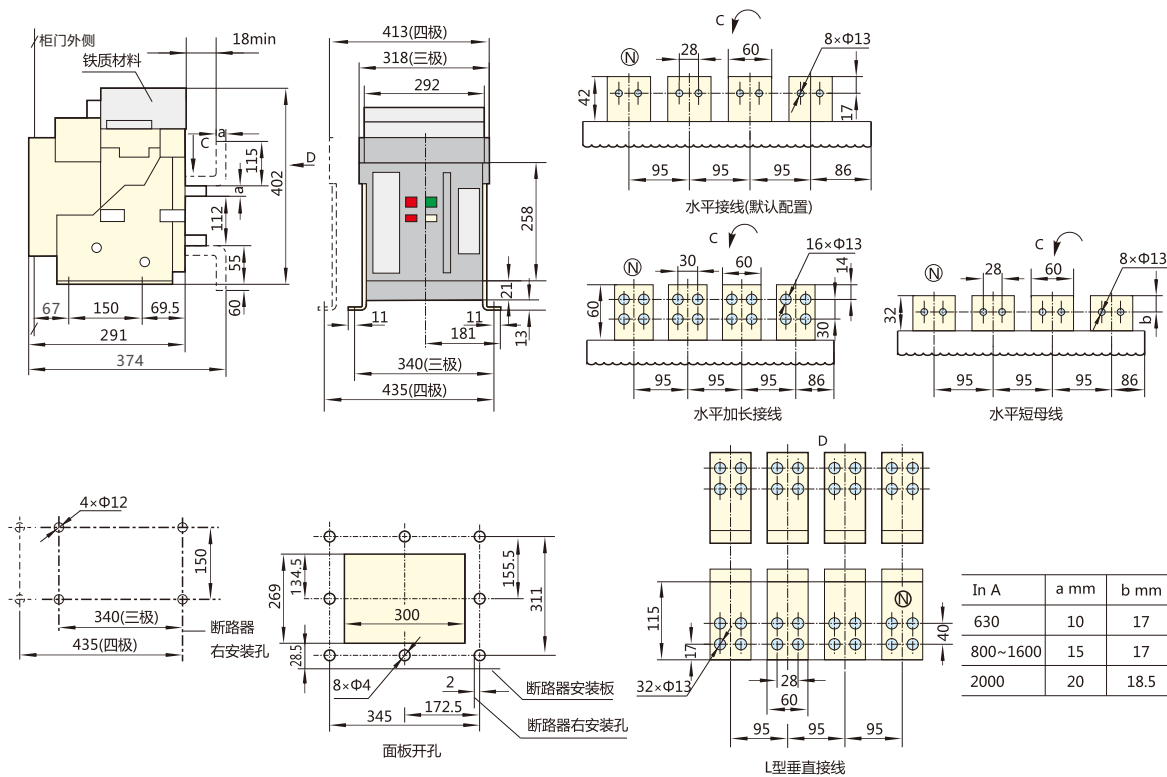 柜门外侧
铁质材料
18min
C
a
115
a
402
D
112
55
60
67
150
69.5
291
374
413(四极)
318(三极)
292
258
21
13
11
11
181
340(三极)
435(四极)
C
N
28
60
8×Φ13
42
17
95
95
95
86
水平接线(默认配置)
C
N
30
60
16×Φ13
14
60
30
95
95
95
86
水平加长接线
C
N
28
60
8×Φ13
32
b
95
95
95
86
水平短母线
4×Φ12
150
340(三极)
435(四极)
断路器
右安装孔
269
134.5
300
155.5
311
28.5
8×Φ4
2
172.5
345
断路器安装板
断路器右安装孔
面板开孔
D
N
115
17
40
32×Φ13
28
60
95
95
95
L型垂直接线
In A a mm b mm
630 10 17
800~1600 15 17
2000 20 18.5